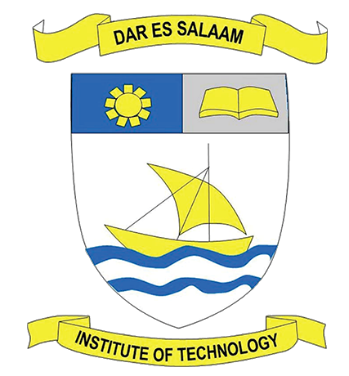 DAR ES SALAAM
INSTITUTE OF TECHNOLOGY